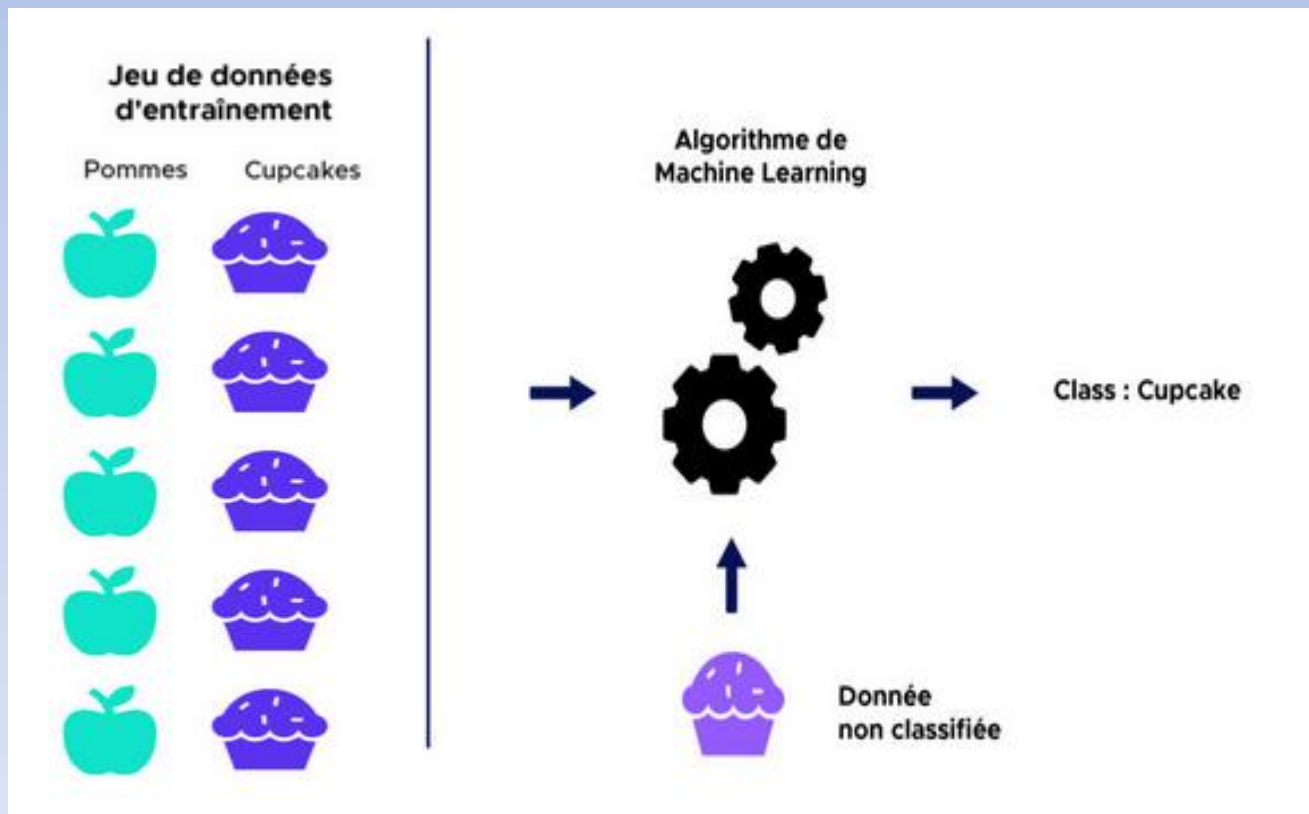 Jeu de données
d'entraînement
Pommes
Cupcakes
Algorithme de
Machine Learning
Class : Cupcake
Donnée
non classifiée